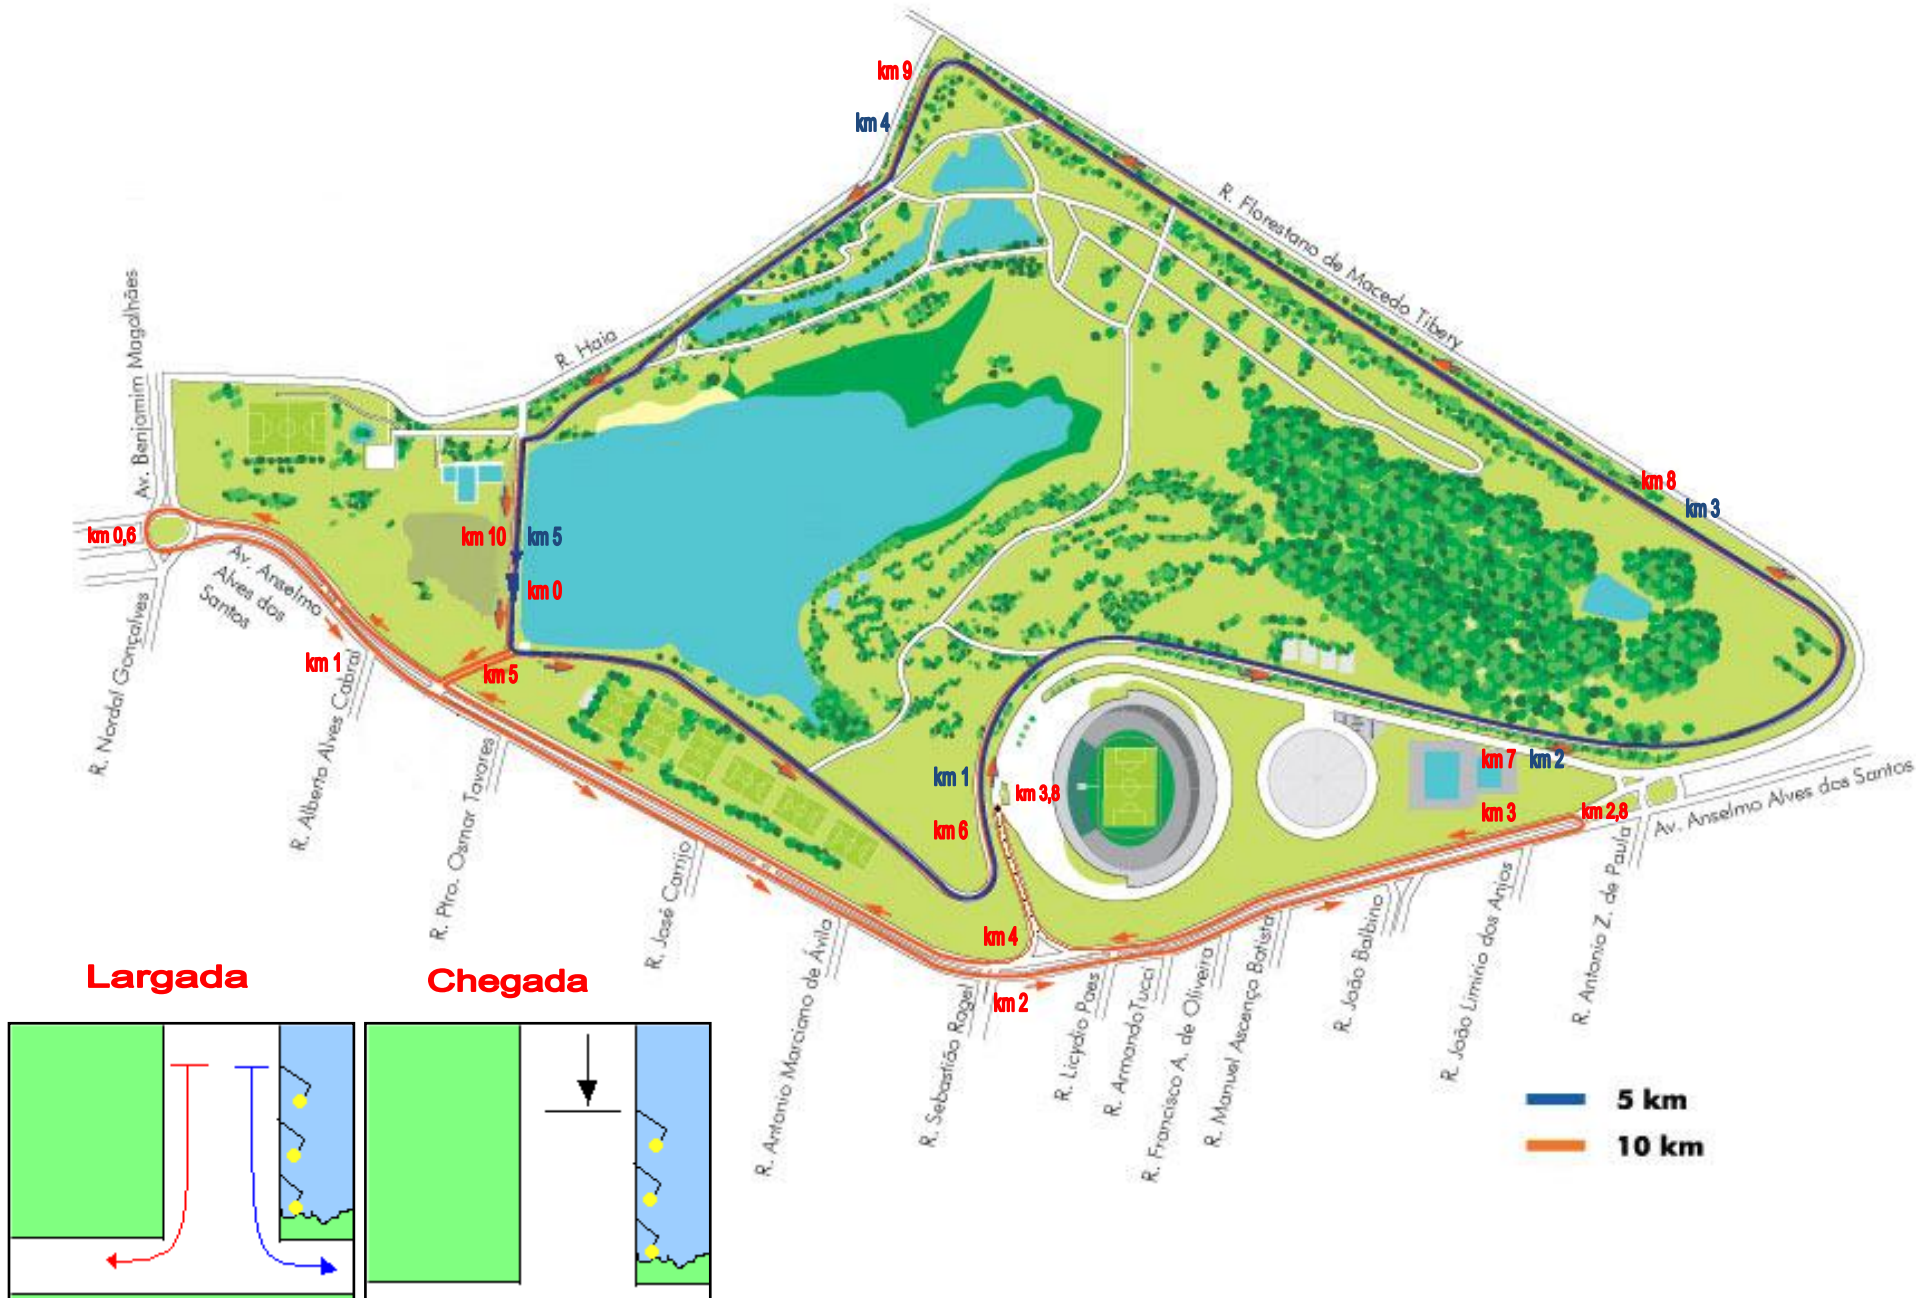 km 9
km 4
R. Florestano de Macedo Tibery
R. Haia
Av. Benjamim Magalhães
km 8
km 3
km 0,6
km 10
km 5
km 0
Av. Anselmo
Alves dos
Santos
R. Nordal Gonçalves
km 1
km 5
R. Alberto Alves Cabral
R. Ptro. Osmar Tavares
km 1
km 3,8
km 6
km 7
km 2
km 3
km 2,8
Av. Anselmo Alves dos Santos
R. José Carrijo
km 4
km 2
R. Antonio Marciano de Ávila
R. Sebastião Ragel
R. Licydio Paes
R. Armando Tucci
R. Francisco A. de Oliveira
R. Manuel Ascenço Batista
R. João Balbino
R. João Limirio dos Anjos
R. Antonio Z. de Paula
Largada
Chegada
5 km
10 km